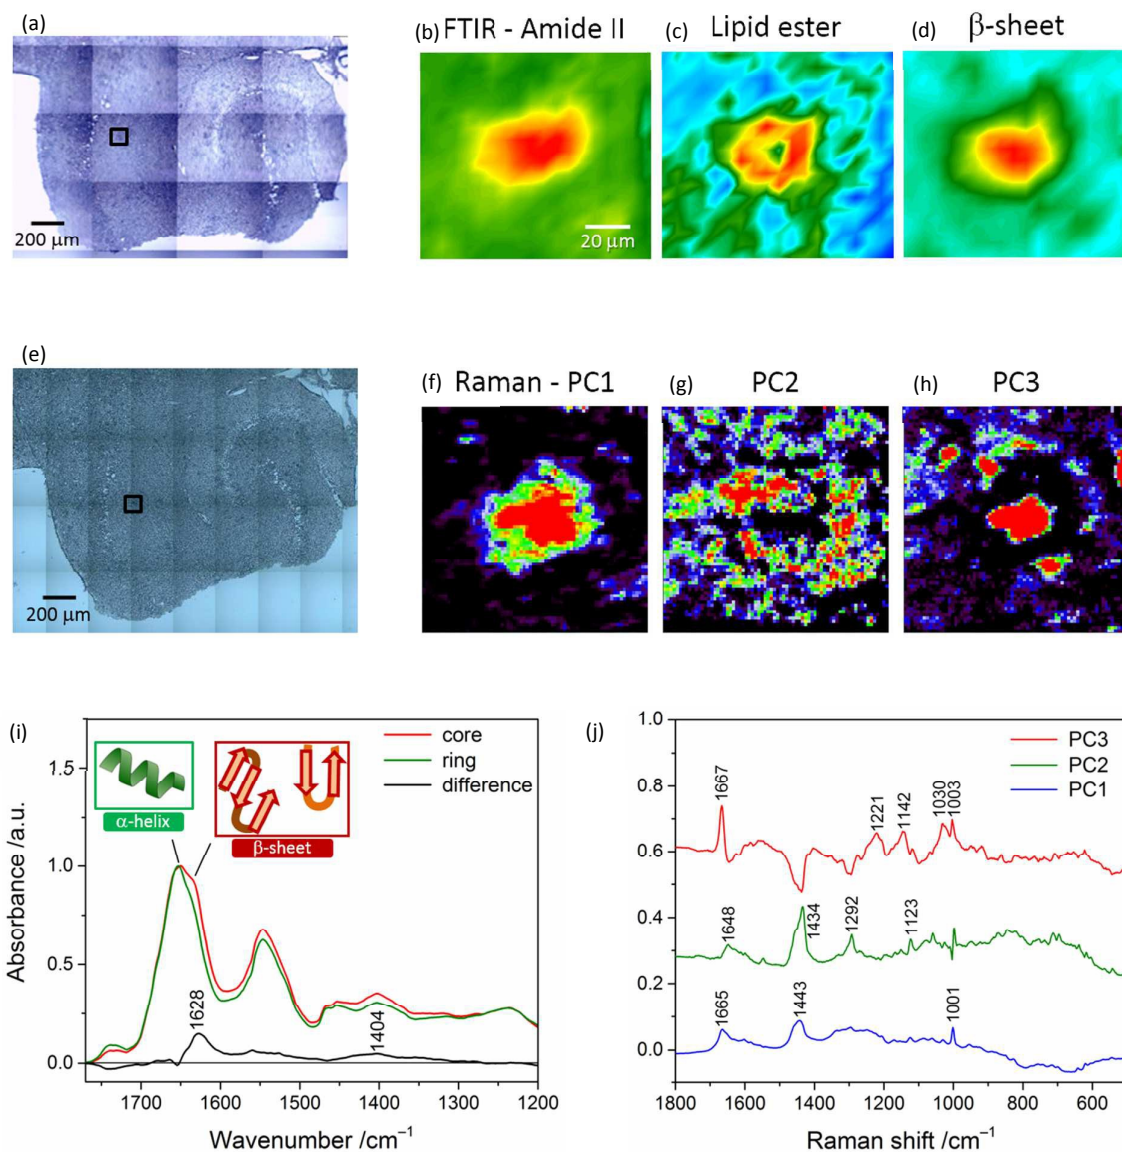 (a)
(b) FTIR - Amide II
(c) Lipid ester
(d) β-sheet
200 μm
20 μm
(e)
(f) Raman - PC1
(g) PC2
(h) PC3
200 μm
(i)
1.5
1.0
0.5
0.0
Absorbance /a.u.
α-helix
β-sheet
core
ring
difference
1628
1404
1700 1600 1500 1400 1300 1200
Wavenumber /cm⁻¹
(j)
1.0
0.8
0.6
0.4
0.2
0.0
PC3
PC2
PC1
1667
1221
1142
1030
1003
1648
1434
1292
1123
1665
1443
1001
1800 1600 1400 1200 1000 800 600
Raman shift /cm⁻¹